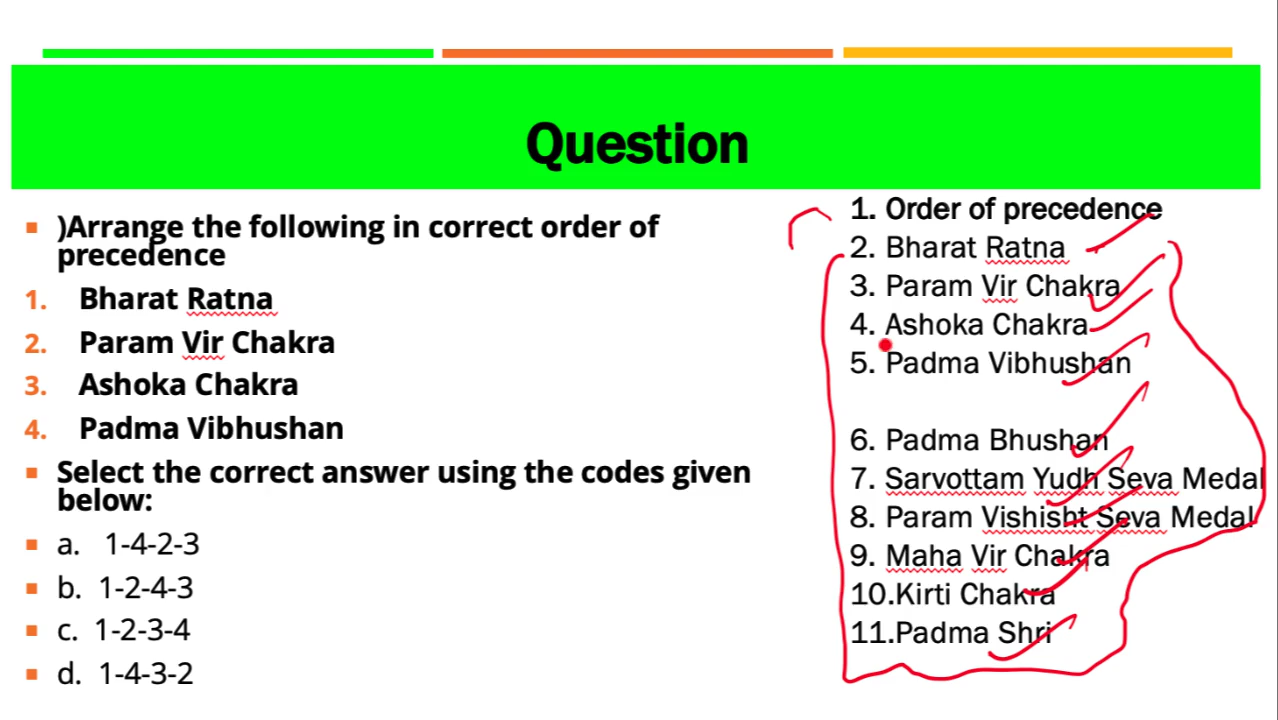 Question
)Arrange the following in correct order of
precedence
1. Bharat Ratna
2. Param Vir Chakra
3. Ashoka Chakra
4. Padma Vibhushan
Select the correct answer using the codes given
below:
a. 1-4-2-3
b. 1-2-4-3
c. 1-2-3-4
d. 1-4-3-2
1. Order of precedence
2. Bharat Ratna
3. Param Vir Chakra
4. Ashoka Chakra
5. Padma Vibhushan
6. Padma Bhushan
7. Sarvottam Yudh Seva Medal
8. Param Vishisht Seva Medal
9. Maha Vir Chakra
10.Kirti Chakra
11.Padma Shri